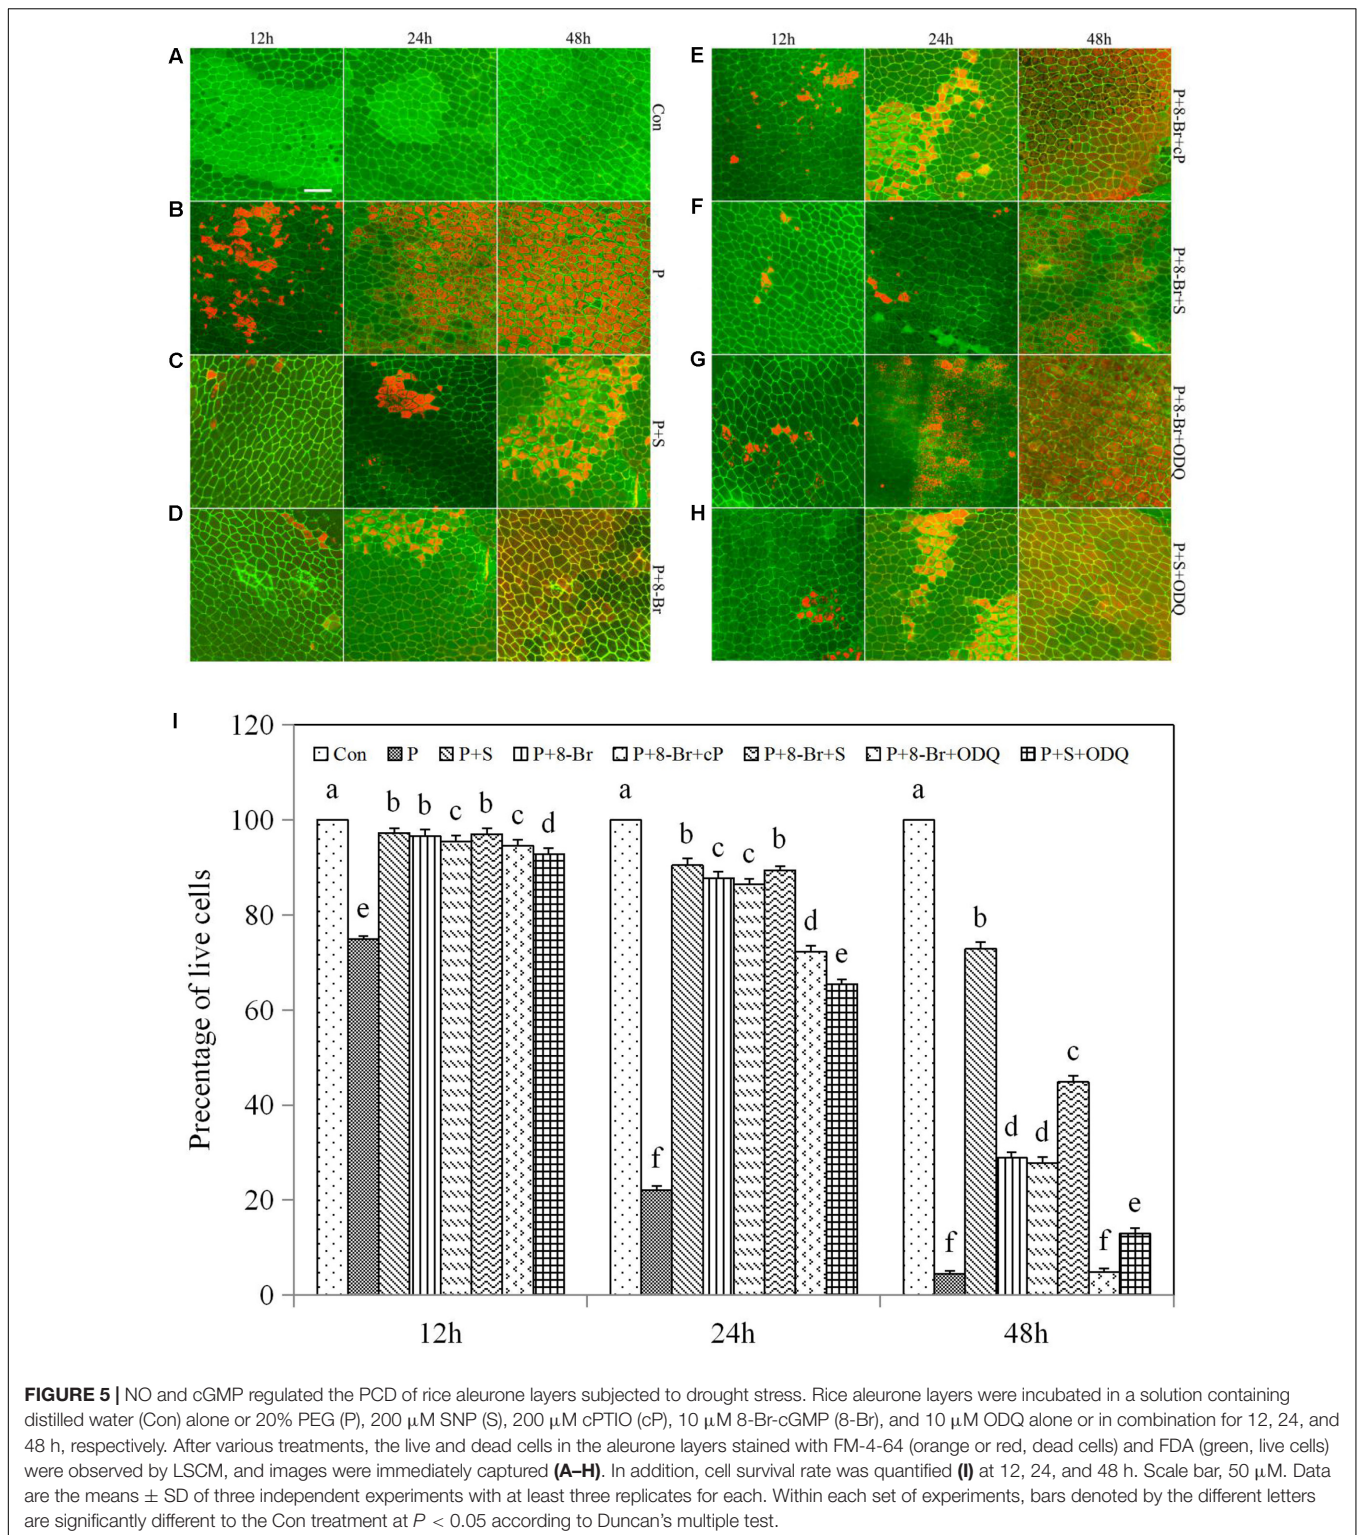 12h 24h 48h
A
Con
B
P
C
P+S
D
P+8-Br
12h 24h 48h
E
P+8-Br+cP
F
P+8-Br+S
G
P+8-Br+ODQ
H
P+S+ODQ
I
Con P P+S P+8-Br P+8-Br+cP P+8-Br+S P+8-Br+ODQ P+S+ODQ
Precentage of live cells
120
100
80
60
40
20
0
a e b b c b c d
a f b c c b d e
a f b d d c f e
12h 24h 48h
FIGURE 5 | NO and cGMP regulated the PCD of rice aleurone layers subjected to drought stress. Rice aleurone layers were incubated in a solution containing
distilled water (Con) alone or 20% PEG (P), 200 μM SNP (S), 200 μM cPTIO (cP), 10 μM 8-Br-cGMP (8-Br), and 10 μM ODQ alone or in combination for 12, 24, and
48 h, respectively. After various treatments, the live and dead cells in the aleurone layers stained with FM-4-64 (orange or red, dead cells) and FDA (green, live cells)
were observed by LSCM, and images were immediately captured (A–H). In addition, cell survival rate was quantified (I) at 12, 24, and 48 h. Scale bar, 50 μM. Data
are the means ± SD of three independent experiments with at least three replicates for each. Within each set of experiments, bars denoted by the different letters
are significantly different to the Con treatment at P < 0.05 according to Duncan's multiple test.